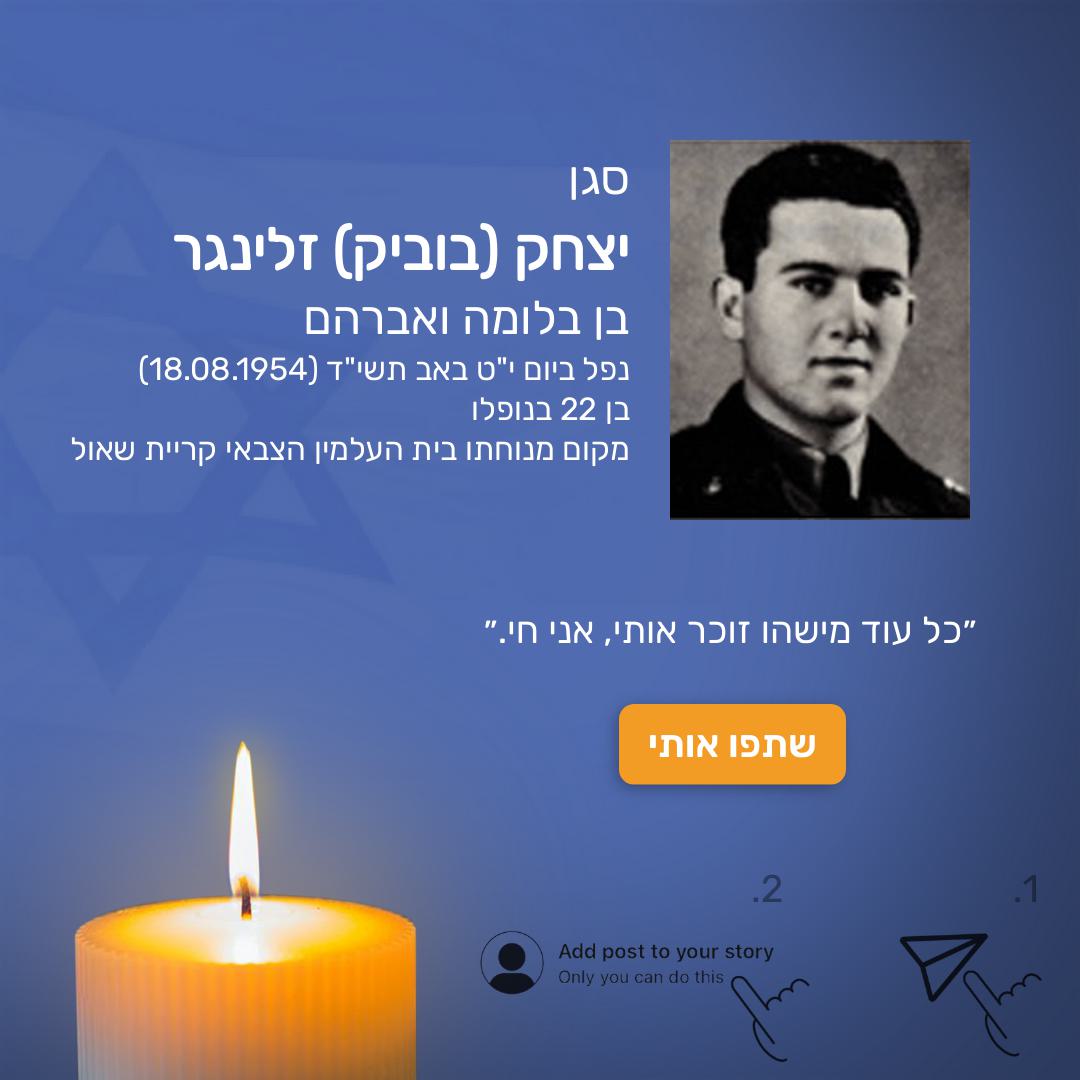 סגן
יצחק (בוביק) זלינגר
בן בלומה ואברהם
נפל ביום י"ט באב תשי"ד (18.08.1954)
בן 22 בנופלו
מקום מנוחתו בית העלמין הצבאי קריית שאול
״כל עוד מישהו זוכר אותי, אני חי.״
שתפו אותי
1.
2.
Add post to your story
Only you can do this